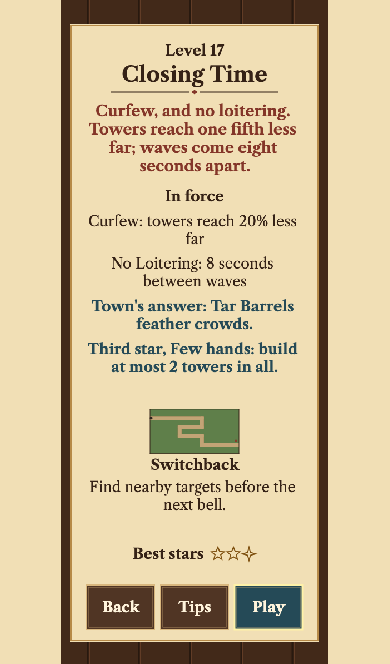 Level 17
Closing Time
Curfew, and no loitering.
Towers reach one fifth less
far; waves come eight
seconds apart.
In force
Curfew: towers reach 20% less
far
No Loitering: 8 seconds
between waves
Town's answer: Tar Barrels
feather crowds.
Third star, Few hands: build
at most 2 towers in all.
Switchback
Find nearby targets before the
next bell.
Best stars
Back Tips Play